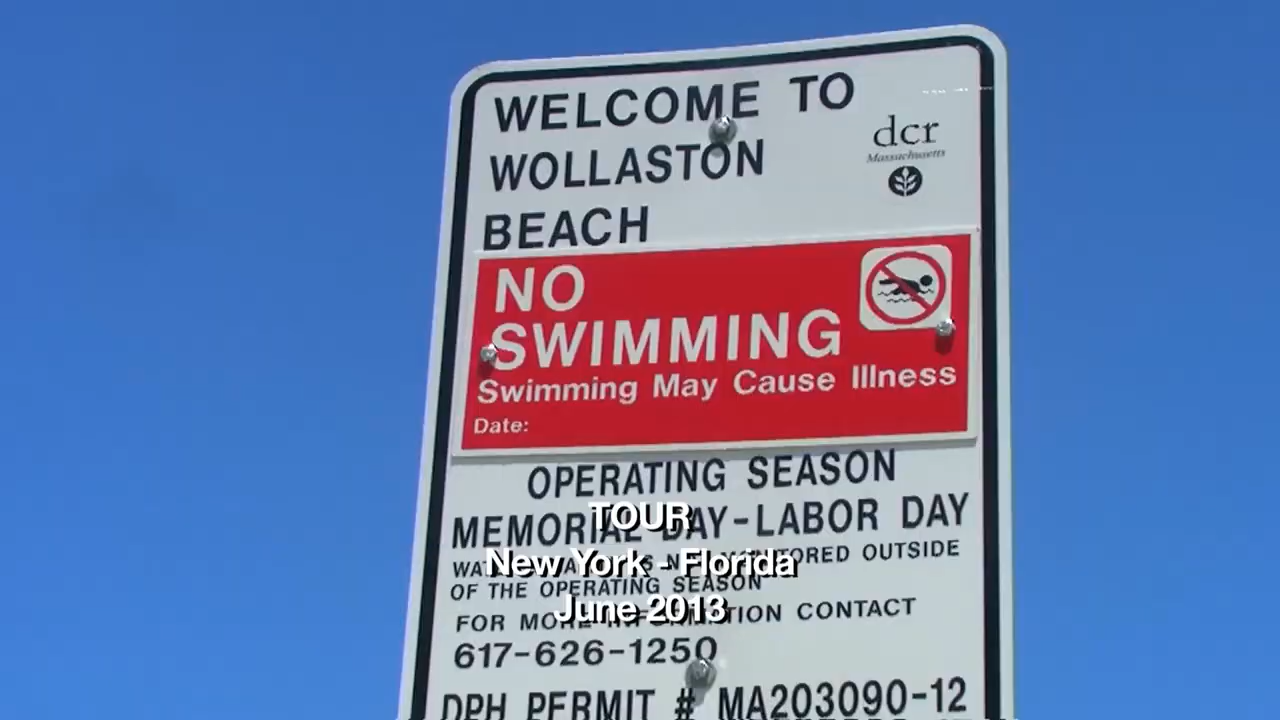 WELCOME TO
WOLLASTON
BEACH
dcr
Massachusetts
NO
SWIMMING
Swimming May Cause Illness
Date:
OPERATING SEASON
MEMORIAL DAY-LABOR DAY
TOUR
New York - Florida
June 2013
OUTSIDE
OF THE OPERATING SEASON
FOR MORE INFORMATION CONTACT
617-626-1250
DPH PERMIT # MA203090-12